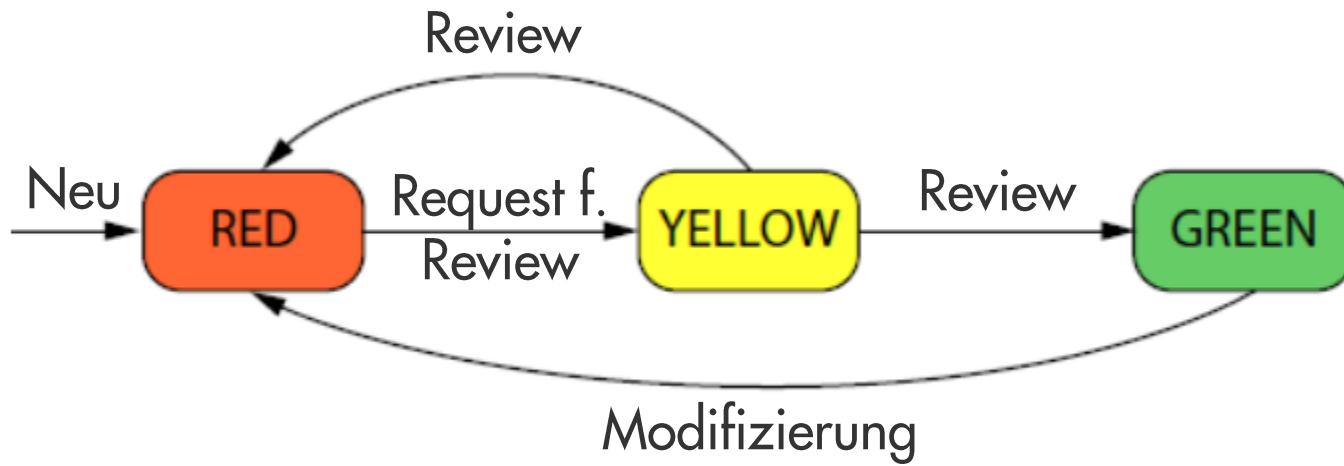 Review
Neu
RED
Request f.
Review
YELLOW
Review
GREEN
Modifizierung